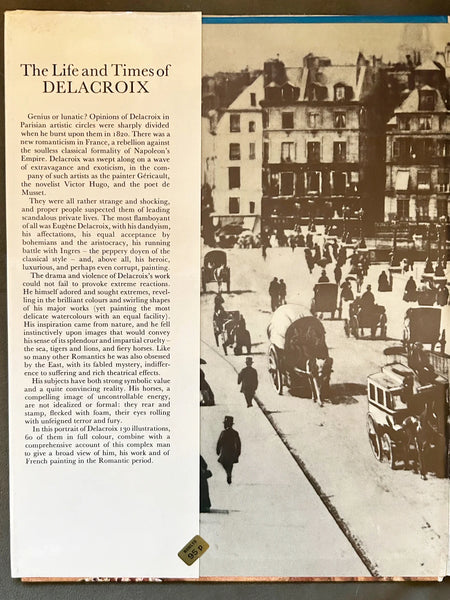 The Life and Times of
DELACROIX
Genius or lunatic? Opinions of Delacroix in
Parisian artistic circles were sharply divided
when he burst upon them in 1820. There was a
new romanticism in France, a rebellion against
the soulless classical formality of Napoleon's
Empire. Delacroix was swept along on a wave
of extravagance and exoticism, in the com-
pany of such artists as the painter Géricault,
the novelist Victor Hugo, and the poet de
Musset.
They were all rather strange and shocking,
and proper people suspected them of leading
scandalous private lives. The most flamboyant
of all was Eugène Delacroix, with his dandyism,
his affectations, his equal acceptance by
bohemians and the aristocracy, his running
battle with Ingres – the peppery doyen of the
classical style – and, above all, his heroic,
luxurious, and perhaps even corrupt, painting.
The drama and violence of Delacroix's work
could not fail to provoke extreme reactions.
He himself adored and sought extremes, revel-
ling in the brilliant colours and swirling shapes
of his major works (yet painting the most
delicate watercolours with an equal facility).
His inspiration came from nature, and he fell
instinctively upon images that would convey
his sense of its splendour and impartial cruelty –
the sea, tigers and lions, and fiery horses. Like
so many other Romantics he was also obsessed
by the East, with its fabled mystery, indiff-
erence to suffering and rich theatrical effects.
His subjects have both strong symbolic value
and a quite convincing reality. His horses, a
compelling image of uncontrollable energy,
are not idealized or formal: they rear and
stamp, flecked with foam, their eyes rolling
with unfeigned terror and fury.
In this portrait of Delacroix 130 illustrations,
60 of them in full colour, combine with a
comprehensive account of this complex man
to give a broad view of him, his work and of
French painting in the Romantic period.
95 p